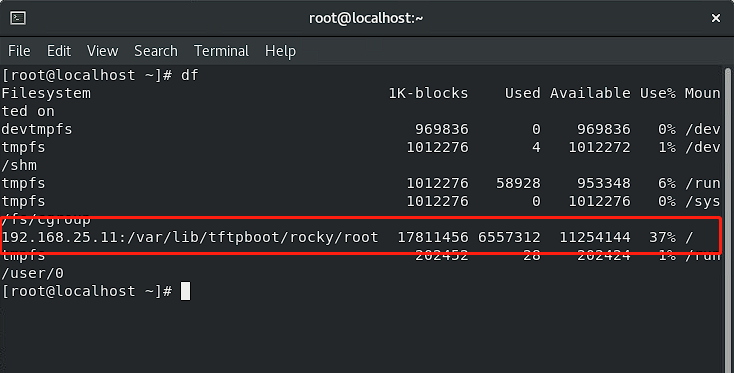 root@localhost:~
File Edit View Search Terminal Help
[root@localhost ~]# df
Filesystem 1K-blocks Used Available Use% Moun
ted on
devtmpfs 969836 0 969836 0% /dev
tmpfs 1012276 4 1012272 1% /dev
/shm
tmpfs 1012276 58928 953348 6% /run
tmpfs 1012276 0 1012276 0% /sys
/fs/cgroup
192.168.25.11:/var/lib/tftpboot/rocky/root 17811456 6557312 11254144 37% /
tmpfs 202452 28 202424 1% /run
/user/0
[root@localhost ~]#